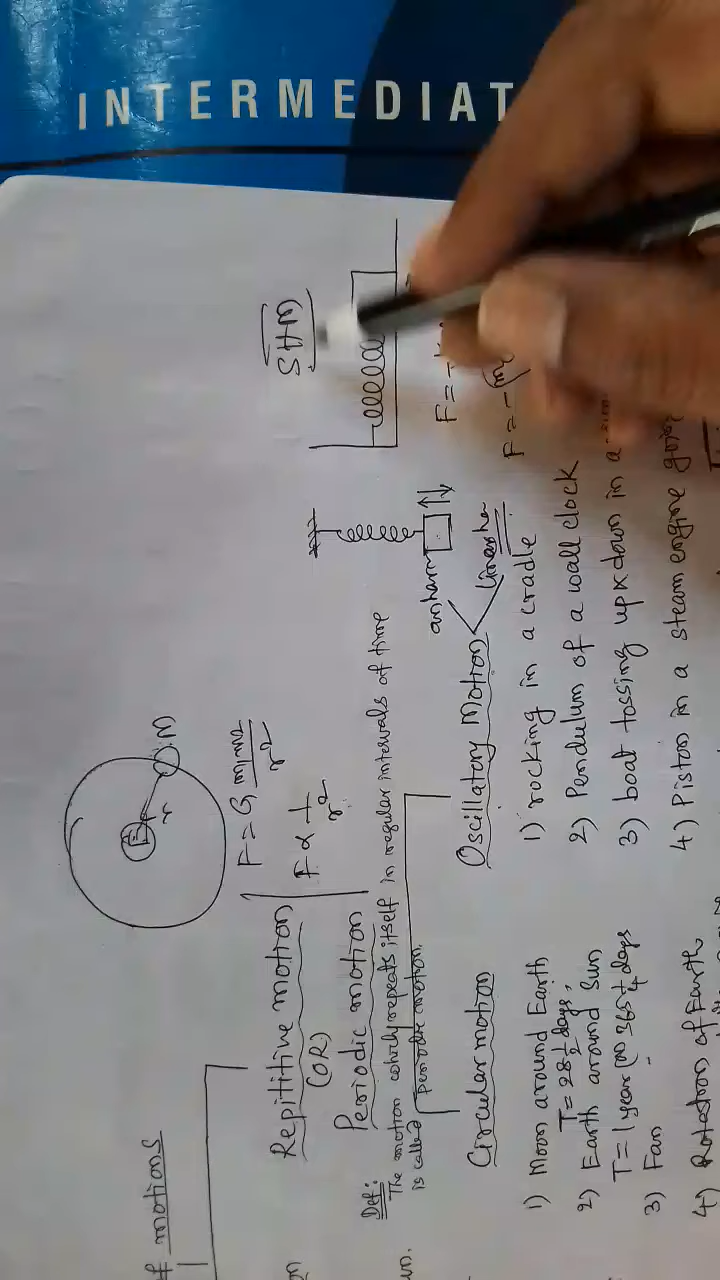 INTERMEDIAT
SHM
motions
E
r
M
F = G m1m2/r2
F ∝ 1/r2
Repititive motion
(OR)
Periodic motion
Def: The motion which repeats itself in regular intervals of time
is called periodic motion.
Circular motion
1) Moon around Earth
T = 28 1/2 days,
2) Earth around Sun
T = 1 year (or) 365 1/4 days
3) Fan
4) Rotation of Earth
anharm
linearha
Oscillatory Motion
1) rocking in a cradle
2) Pendulum of a wall clock
3) boat tossing up & down in a
4) Piston in a steam engine going
F = -
F = -